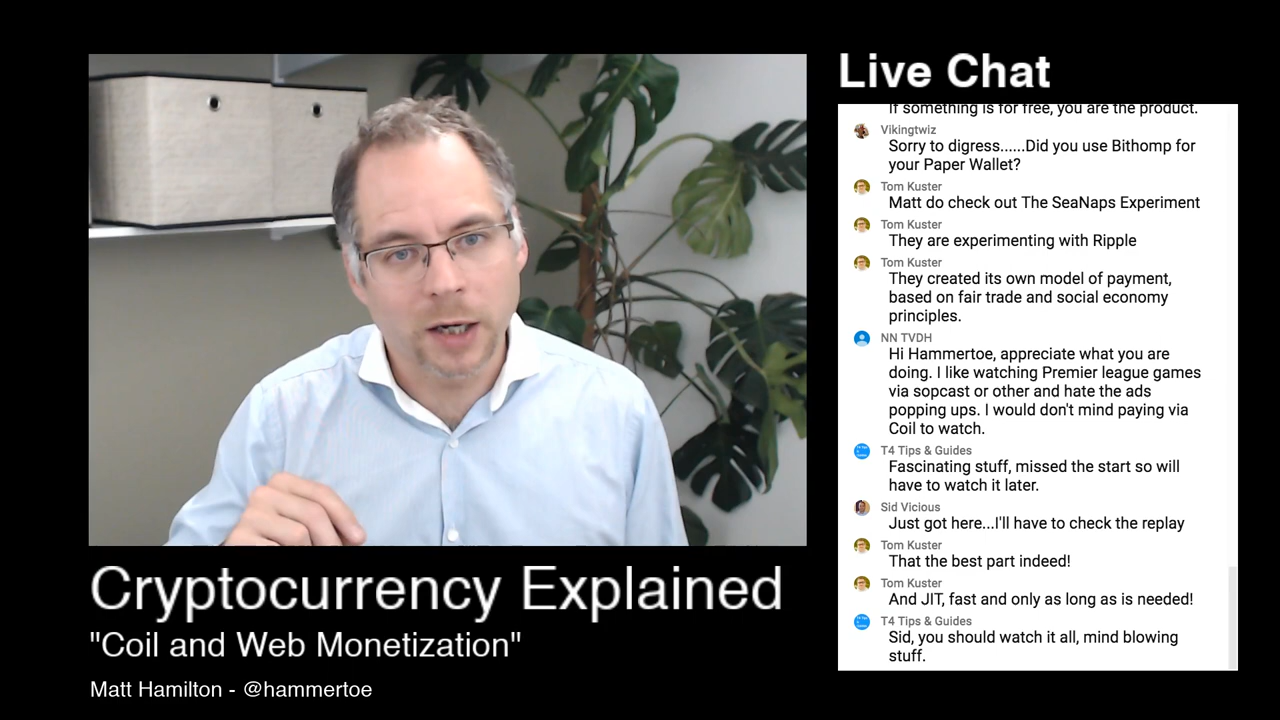 Live Chat
If something is for free, you are the product.
Vikingtwiz
Sorry to digress......Did you use Bithomp for
your Paper Wallet?
Tom Kuster
Matt do check out The SeaNaps Experiment
Tom Kuster
They are experimenting with Ripple
Tom Kuster
They created its own model of payment,
based on fair trade and social economy
principles.
NN TVDH
Hi Hammertoe, appreciate what you are
doing. I like watching Premier league games
via sopcast or other and hate the ads
popping ups. I would don't mind paying via
Coil to watch.
T4 Tips & Guides
Fascinating stuff, missed the start so will
have to watch it later.
Sid Vicious
Just got here...I'll have to check the replay
Tom Kuster
That the best part indeed!
Tom Kuster
And JIT, fast and only as long as is needed!
T4 Tips & Guides
Sid, you should watch it all, mind blowing
stuff.
Cryptocurrency Explained
"Coil and Web Monetization"
Matt Hamilton - @hammertoe